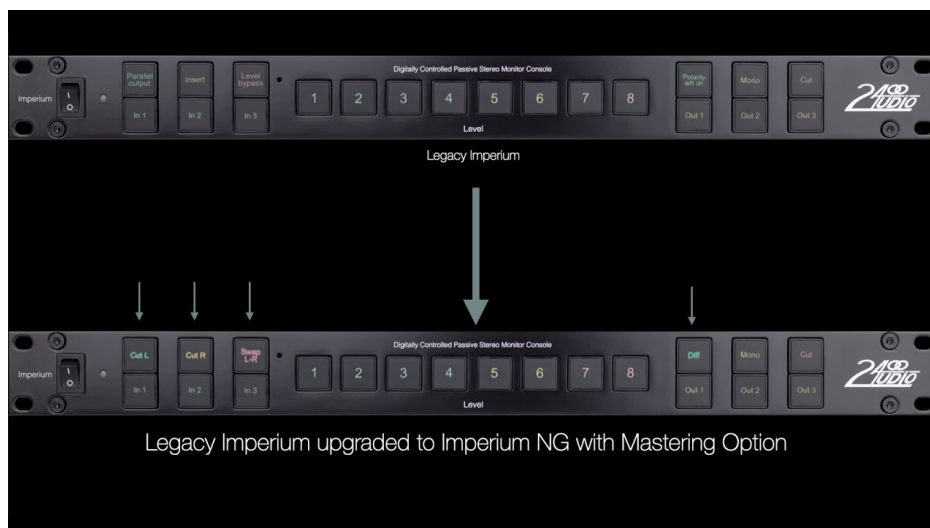 Digitally Controlled Passive Stereo Monitor Console
Parallel
output
Insert
Level
bypass
Polarity
left ch
Mono
Cut
Imperium
I
O
1 2 3 4 5 6 7 8
2400
AUDIO
In 1 In 2 In 3
Out 1 Out 2 Out 3
Level
Legacy Imperium
Digitally Controlled Passive Stereo Monitor Console
Cut L
Cut R
Swap
L-R
Diff
Mono
Cut
Imperium
I
O
1 2 3 4 5 6 7 8
2400
AUDIO
In 1 In 2 In 3
Out 1 Out 2 Out 3
Level
Legacy Imperium upgraded to Imperium NG with Mastering Option